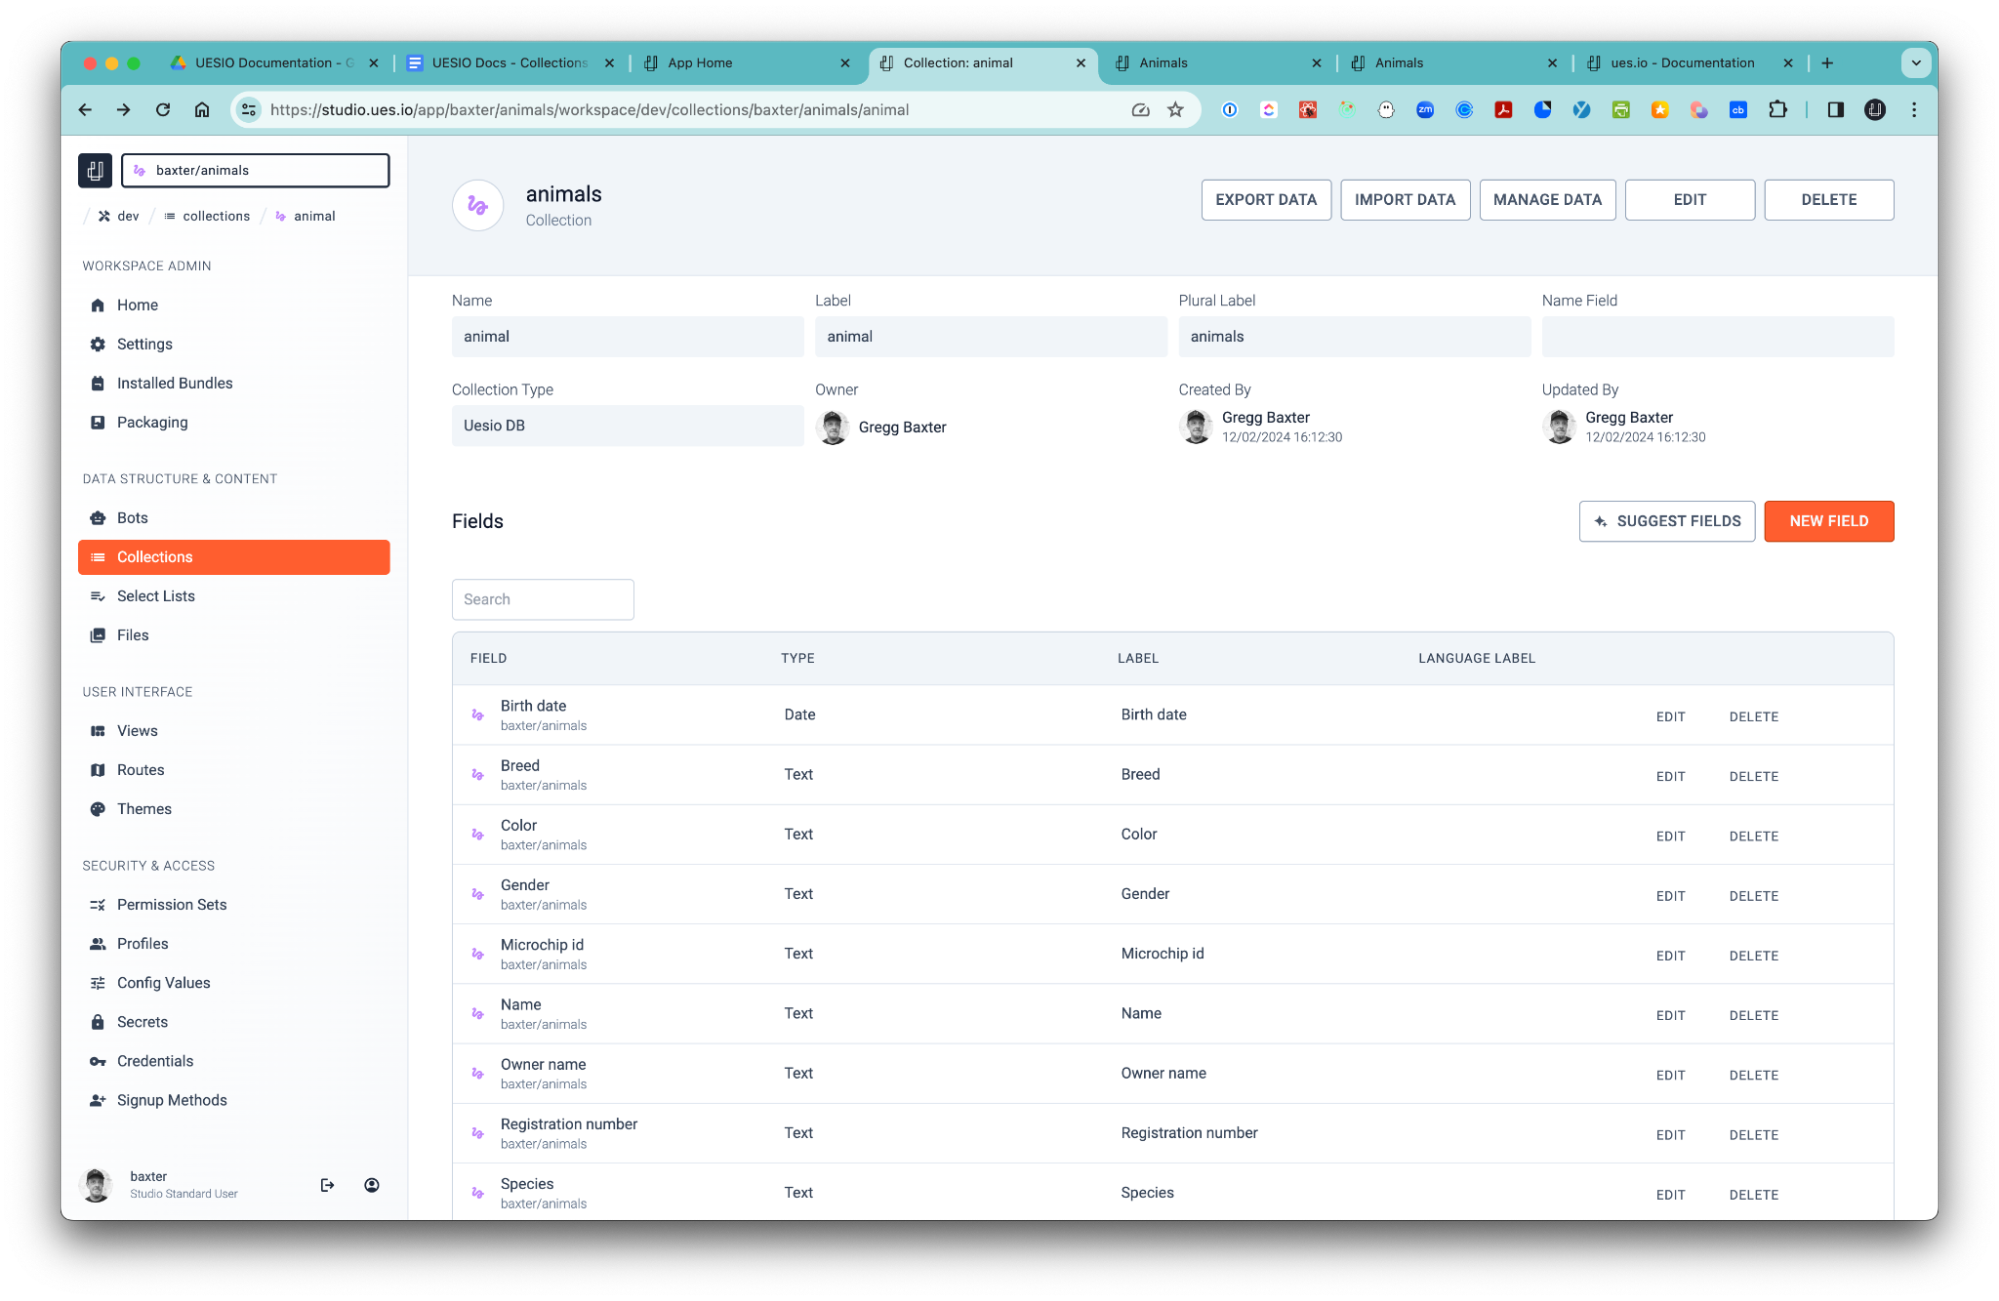 UESIO Documentation - G
UESIO Docs - Collections
App Home
Collection: animal
Animals
Animals
ues.io - Documentation
https://studio.ues.io/app/baxter/animals/workspace/dev/collections/baxter/animals/animal
zm
cb
baxter/animals
/ dev / collections / animal
WORKSPACE ADMIN
Home
Settings
Installed Bundles
Packaging
DATA STRUCTURE & CONTENT
Bots
Collections
Select Lists
Files
USER INTERFACE
Views
Routes
Themes
SECURITY & ACCESS
Permission Sets
Profiles
Config Values
Secrets
Credentials
Signup Methods
baxter
Studio Standard User
animals
Collection
EXPORT DATA
IMPORT DATA
MANAGE DATA
EDIT
DELETE
Name
animal
Label
animal
Plural Label
animals
Name Field
Collection Type
Uesio DB
Owner
Gregg Baxter
Created By
Gregg Baxter
12/02/2024 16:12:30
Updated By
Gregg Baxter
12/02/2024 16:12:30
Fields
SUGGEST FIELDS
NEW FIELD
Search
FIELD TYPE LABEL LANGUAGE LABEL
Birth date
baxter/animals
Date
Birth date
EDIT DELETE
Breed
baxter/animals
Text
Breed
EDIT DELETE
Color
baxter/animals
Text
Color
EDIT DELETE
Gender
baxter/animals
Text
Gender
EDIT DELETE
Microchip id
baxter/animals
Text
Microchip id
EDIT DELETE
Name
baxter/animals
Text
Name
EDIT DELETE
Owner name
baxter/animals
Text
Owner name
EDIT DELETE
Registration number
baxter/animals
Text
Registration number
EDIT DELETE
Species
baxter/animals
Text
Species
EDIT DELETE